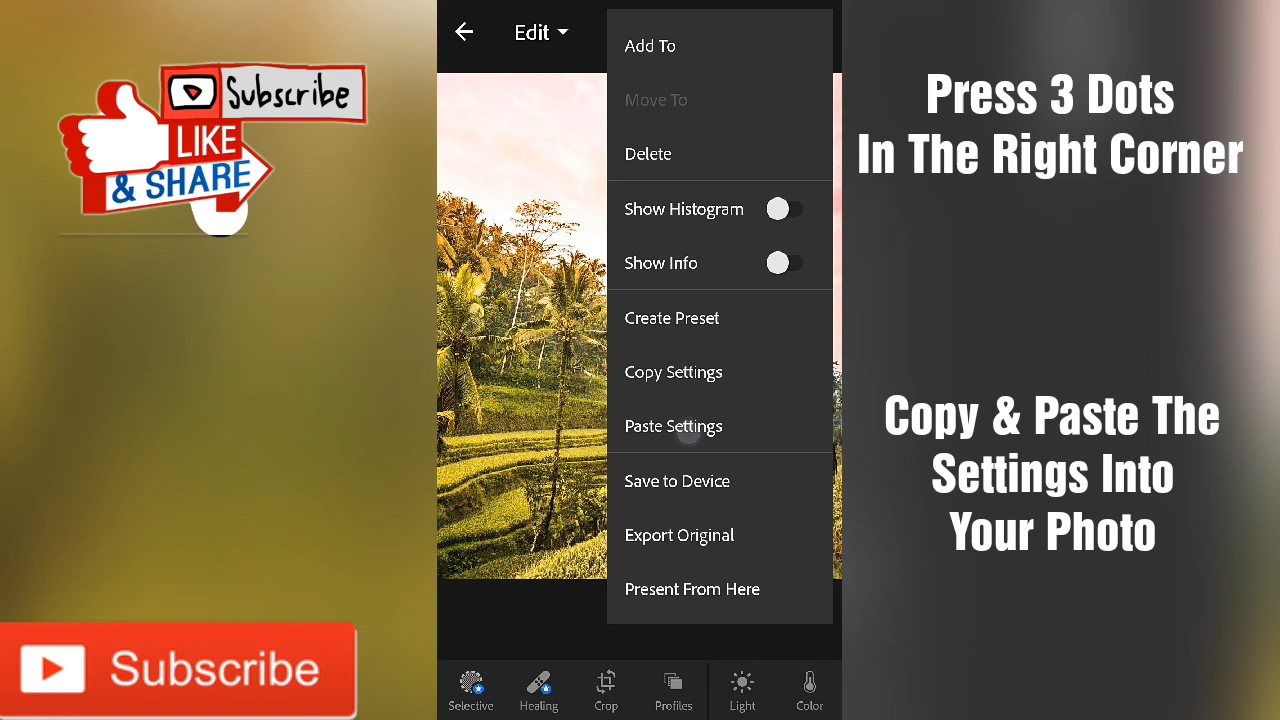 Subscribe
LIKE
& SHARE
Subscribe
Edit
Add To
Move To
Delete
Show Histogram
Show Info
Create Preset
Copy Settings
Paste Settings
Save to Device
Export Original
Present From Here
Selective
Healing
Crop
Profiles
Light
Color
Press 3 Dots
In The Right Corner
Copy & Paste The
Settings Into
Your Photo